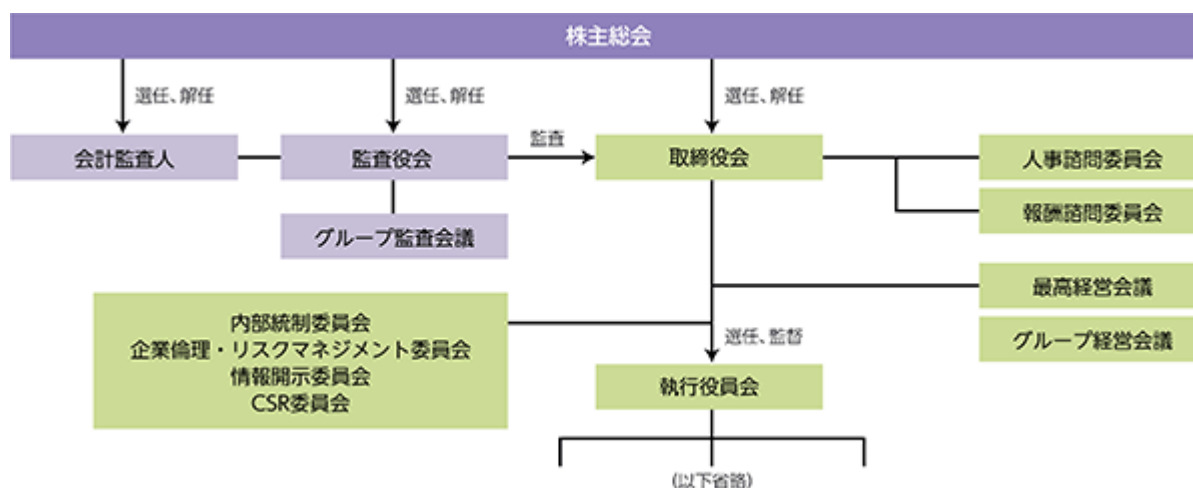 株主総会
選任、解任
選任、解任
選任、解任
会計監査人
監査役会
監査
取締役会
人事諮問委員会
報酬諮問委員会
グループ監査会議
最高経営会議
グループ経営会議
内部統制委員会
企業倫理・リスクマネジメント委員会
情報開示委員会
CSR委員会
選任、監督
執行役員会
(以下省略)